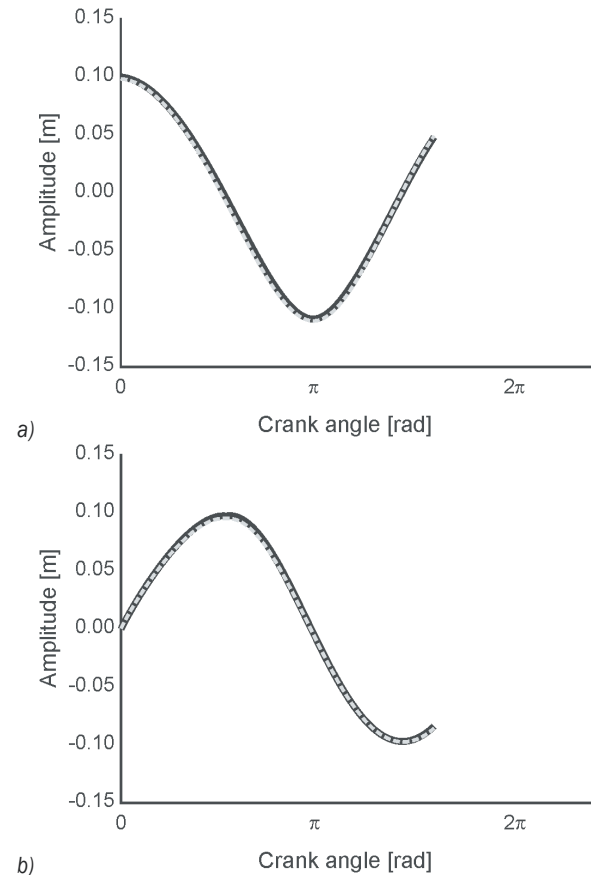 0.15
0.10
0.05
0.00
-0.05
-0.10
-0.15
Amplitude [m]
0 π 2π
Crank angle [rad]
a)
0.15
0.10
0.05
0.00
-0.05
-0.10
-0.15
Amplitude [m]
0 π 2π
Crank angle [rad]
b)